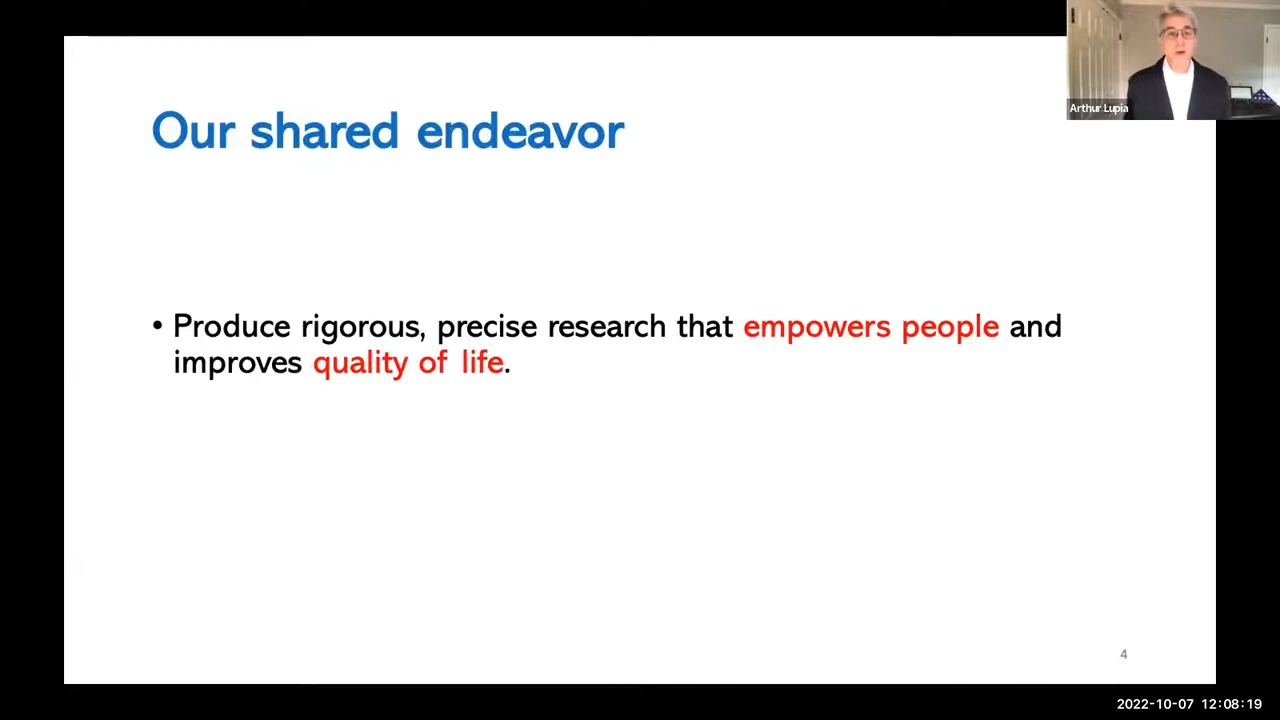 Arthur Lupia
Our shared endeavor
• Produce rigorous, precise research that empowers people and
improves quality of life.
4
2022-10-07 12:08:19